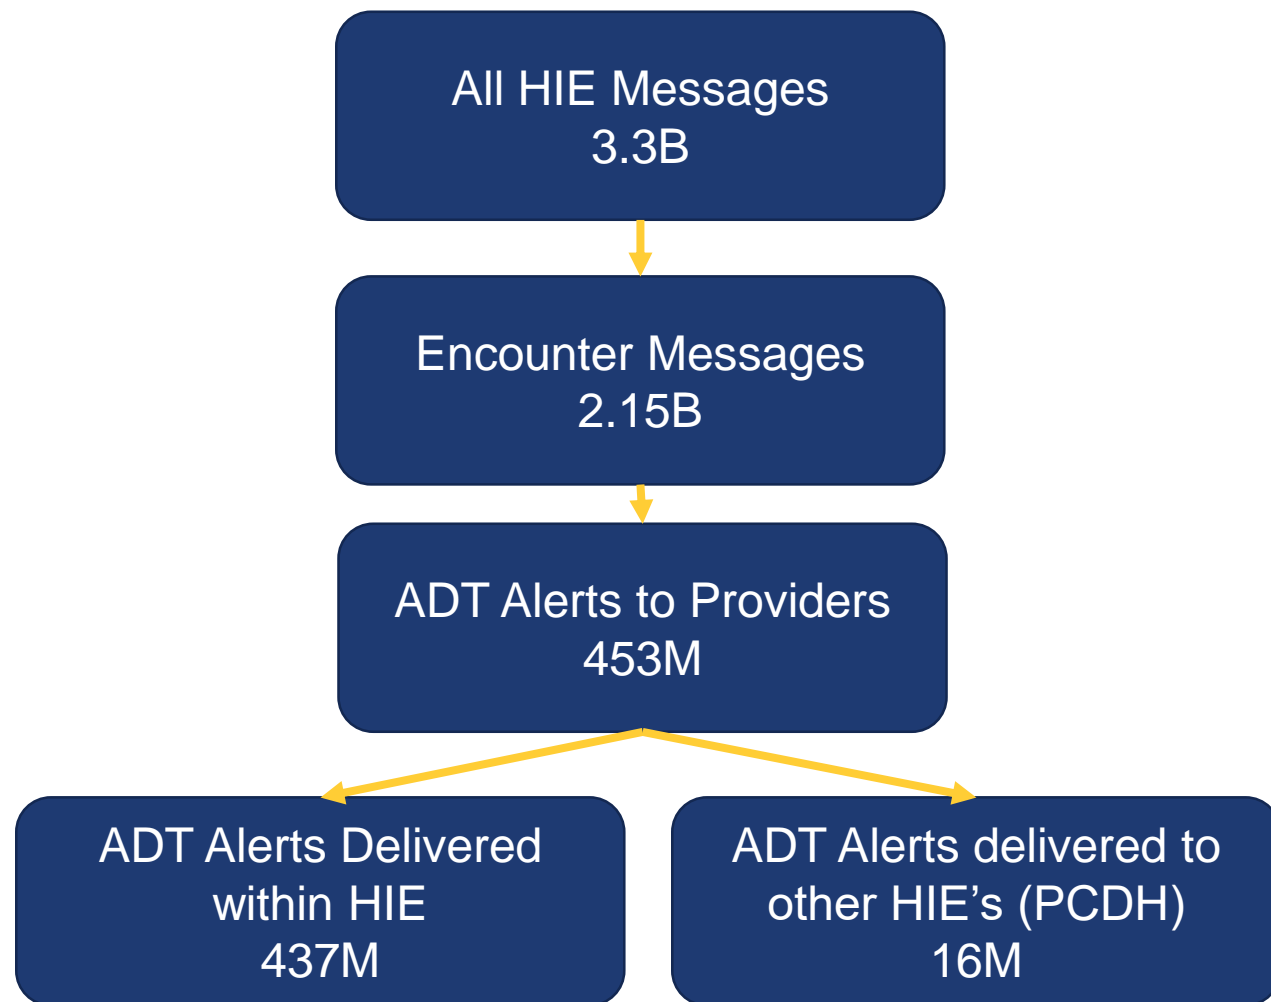 All HIE Messages
3.3B
Encounter Messages
2.15B
ADT Alerts to Providers
453M
ADT Alerts Delivered
within HIE
437M
ADT Alerts delivered to
other HIE’s (PCDH)
16M